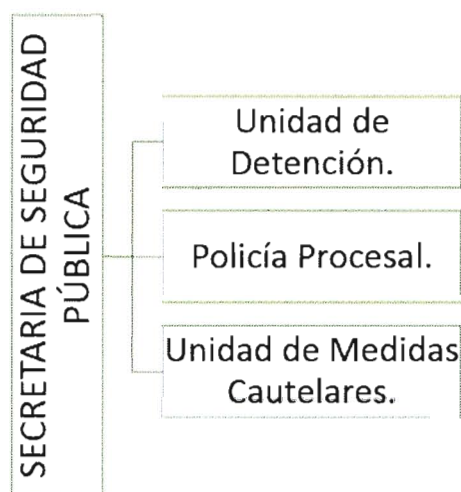 SECRETARIA DE SEGURIDAD
PÚBLICA
Unidad de
Detención.
Policía Procesal.
Unidad de Medidas
Cautelares.